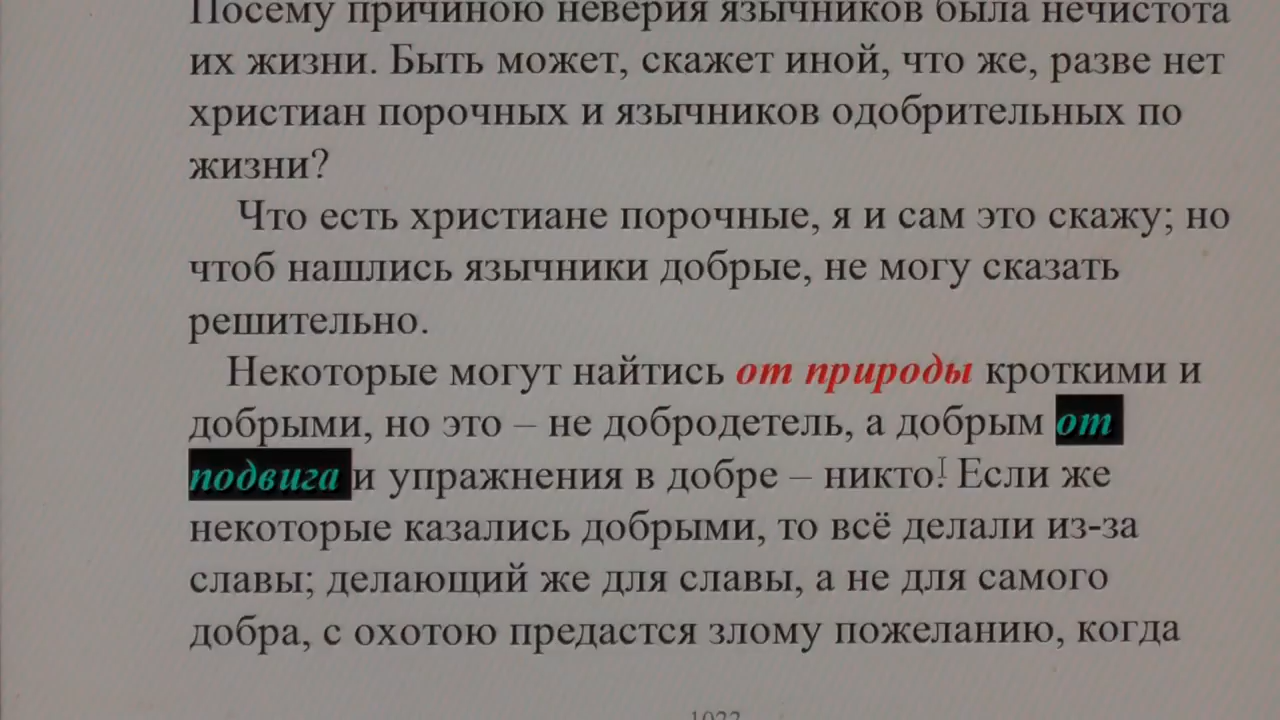 Посему причиною неверия язычников была нечистота
их жизни. Быть может, скажет иной, что же, разве нет
христиан порочных и язычников одобрительных по
жизни?
Что есть христиане порочные, я и сам это скажу; но
чтоб нашлись язычники добрые, не могу сказать
решительно.
Некоторые могут найтись от природы кроткими и
добрыми, но это – не добродетель, а добрым от
подвига и упражнения в добре – никто! Если же
некоторые казались добрыми, то всё делали из-за
славы; делающий же для славы, а не для самого
добра, с охотою предастся злому пожеланию, когда